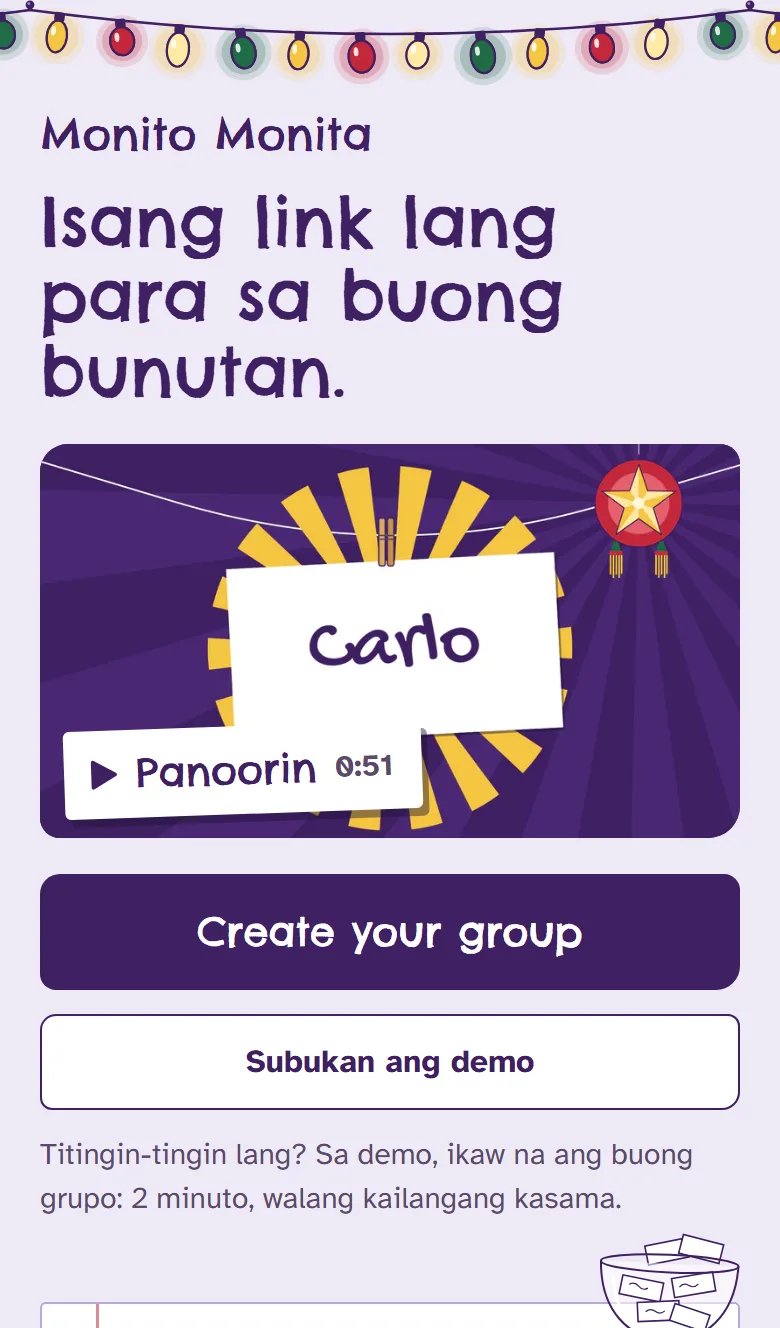 Monito Monita
Isang link lang
para sa buong
bunutan.
Carlo
Panoorin 0:51
Create your group
Subukan ang demo
Titingin-tingin lang? Sa demo, ikaw na ang buong
grupo: 2 minuto, walang kailangang kasama.